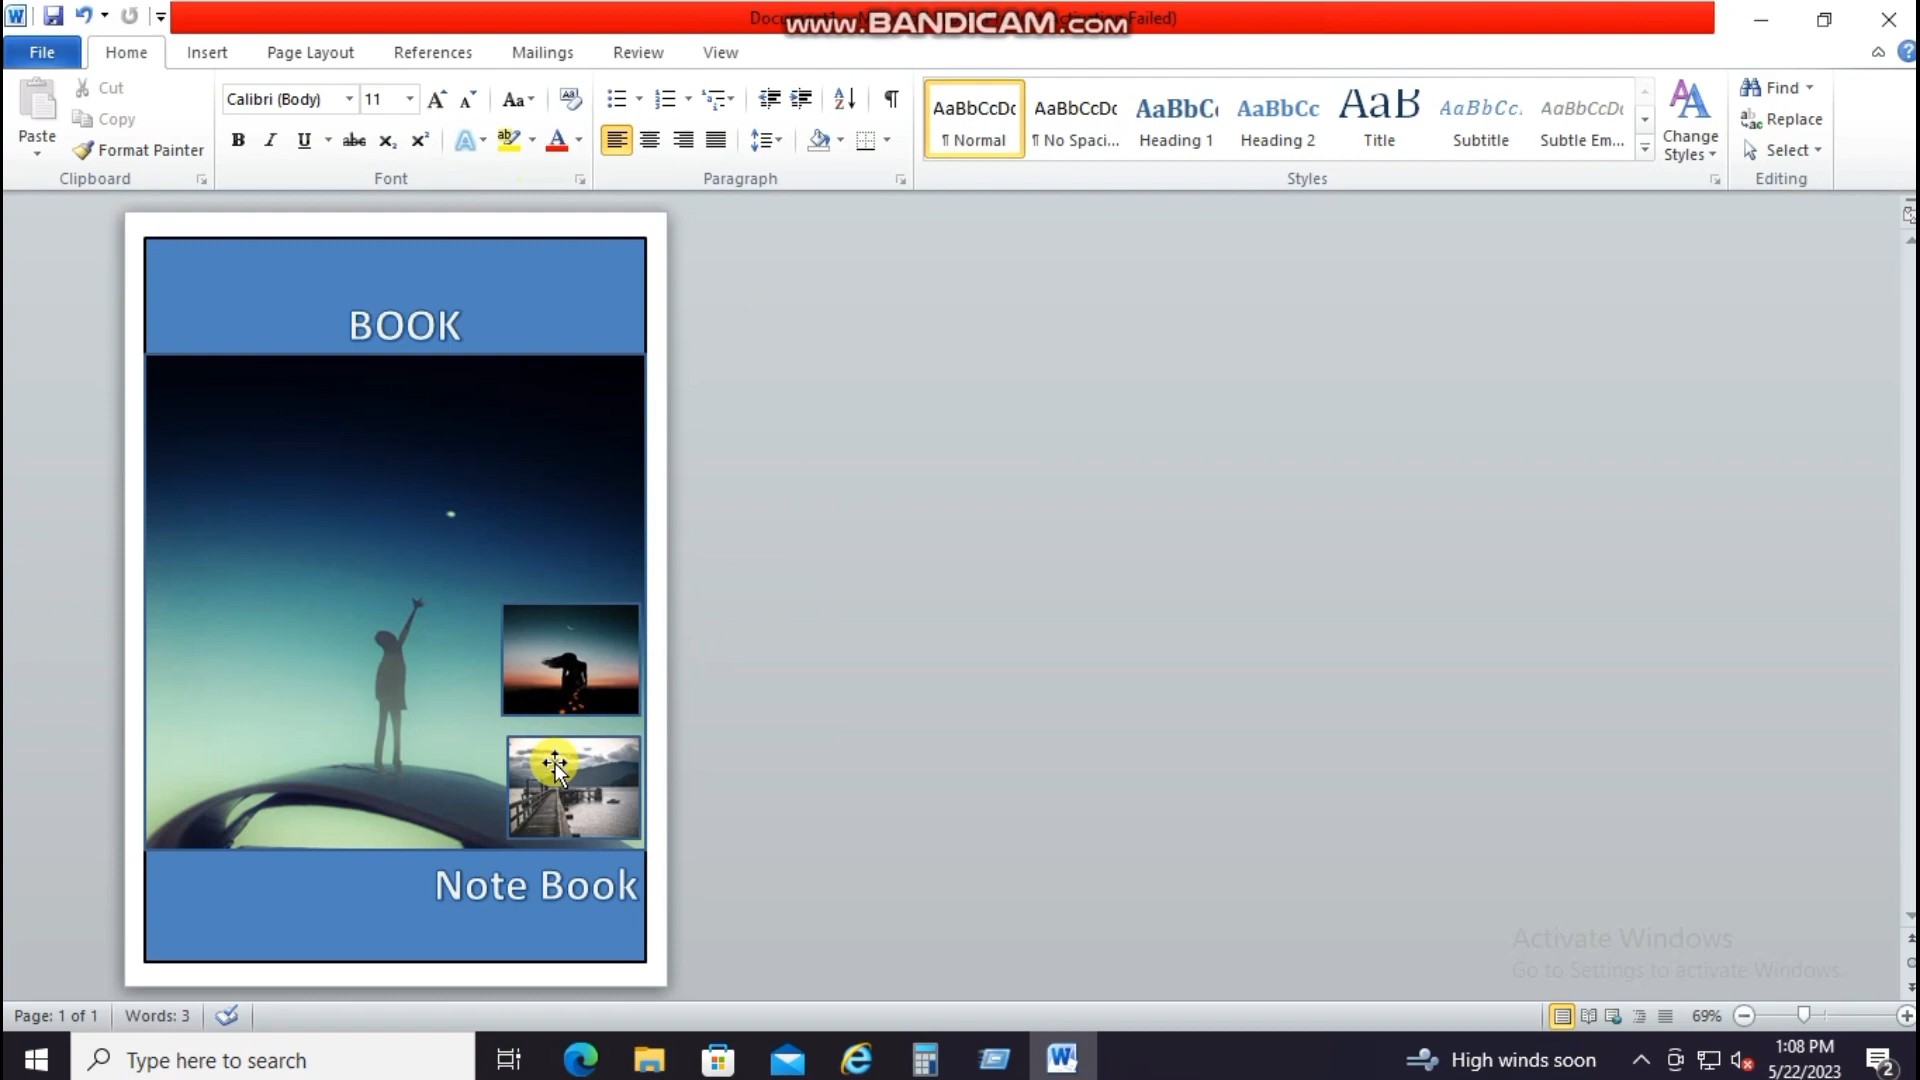 Docum
Failed)
www.BANDICAM.com
File Home Insert Page Layout References Mailings Review View
Paste
Cut
Copy
Format Painter
Clipboard
Calibri (Body) 11
Font
Paragraph
AaBbCcDc AaBbCcDc AaBbC AaBbCc AaB AaBbCc. AaBbCcDc
¶ Normal ¶ No Spaci... Heading 1 Heading 2 Title Subtitle Subtle Em...
Change Styles
Styles
Find
Replace
Select
Editing
BOOK
Note Book
Activate Windows
Go to Settings to activate Windows.
Page: 1 of 1 Words: 3 69%
Type here to search
High winds soon
1:08 PM
5/22/2023
2